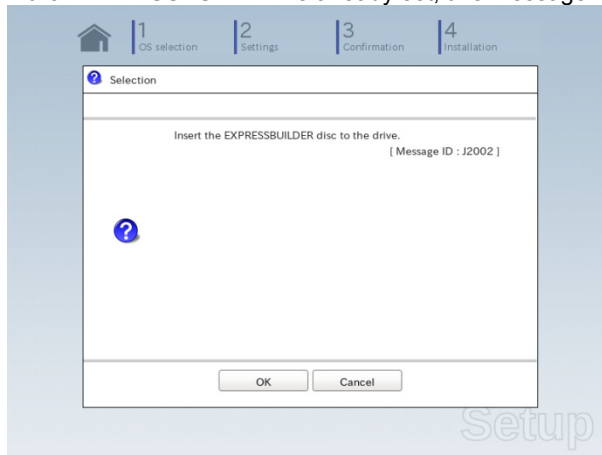 1
OS selection
2
Settings
3
Confirmation
4
Installation
Selection
Insert the EXPRESSBUILDER disc to the drive.
[ Message ID : J2002 ]
OK
Cancel
Setup